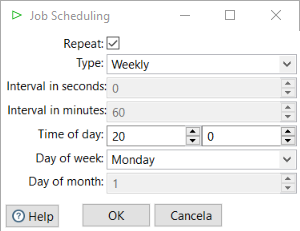 Job Scheduling
Repeat:
Type: Weekly
Interval in seconds: 0
Interval in minutes: 60
Time of day: 20 0
Day of week: Monday
Day of month: 1
Help OK Cancela